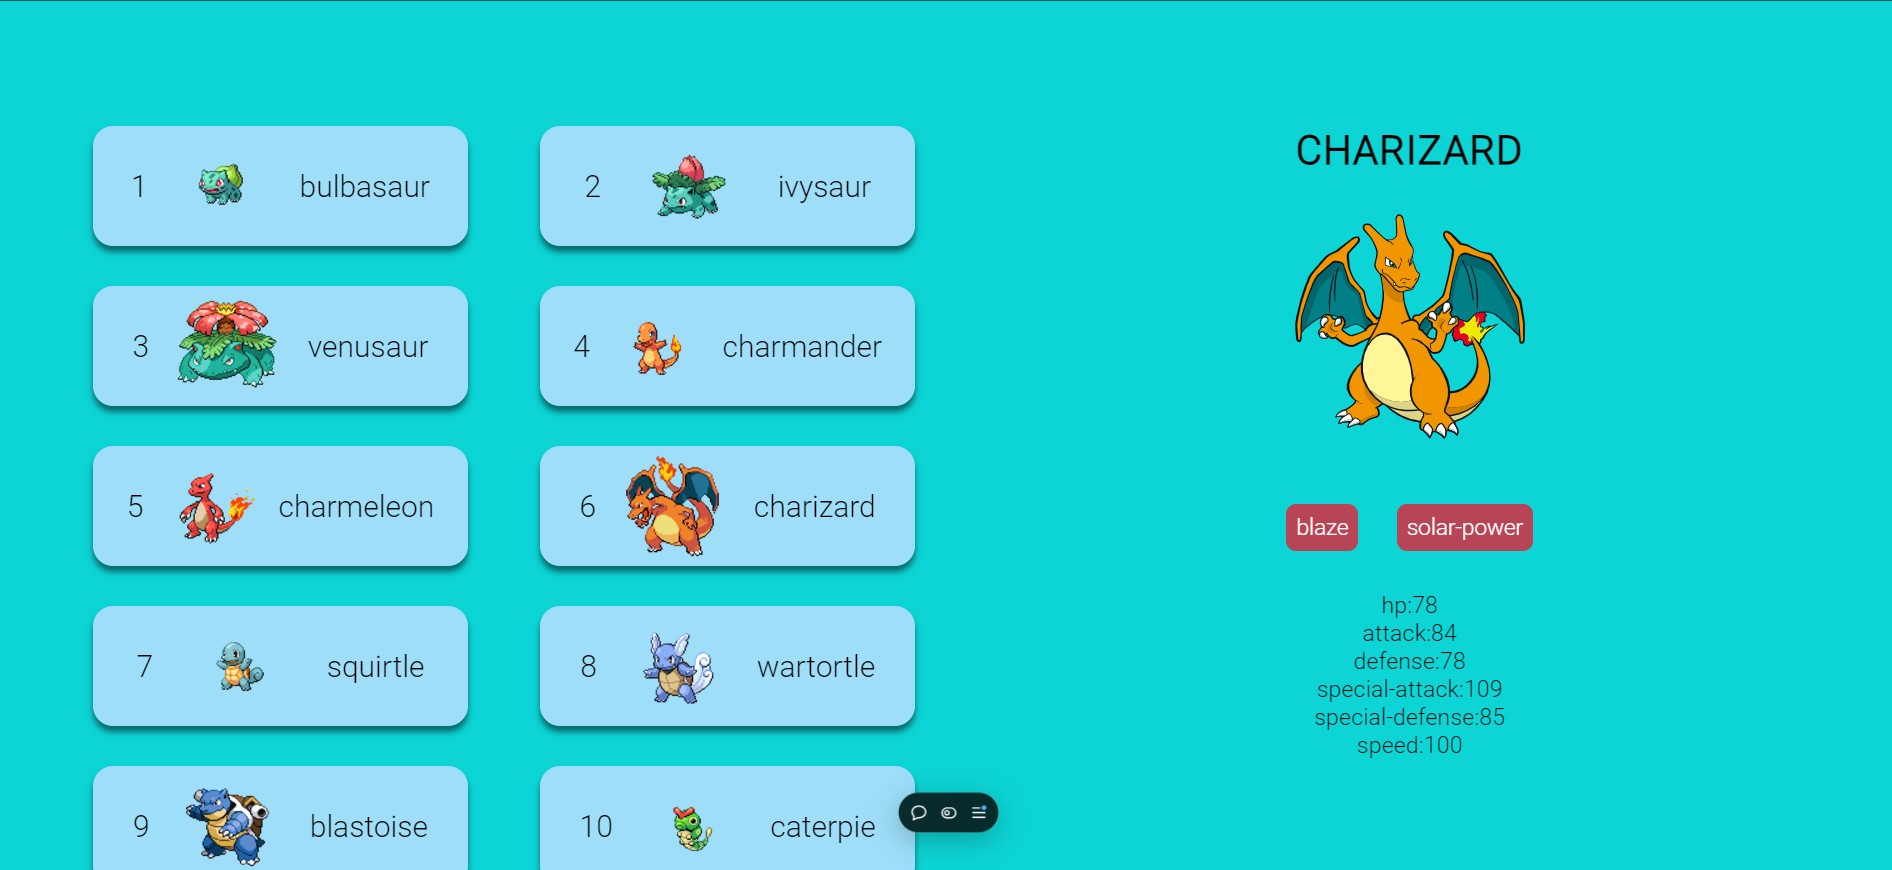 1 bulbasaur
2 ivysaur
3 venusaur
4 charmander
5 charmeleon
6 charizard
7 squirtle
8 wartortle
9 blastoise
10 caterpie
CHARIZARD
blaze
solar-power
hp:78
attack:84
defense:78
special-attack:109
special-defense:85
speed:100